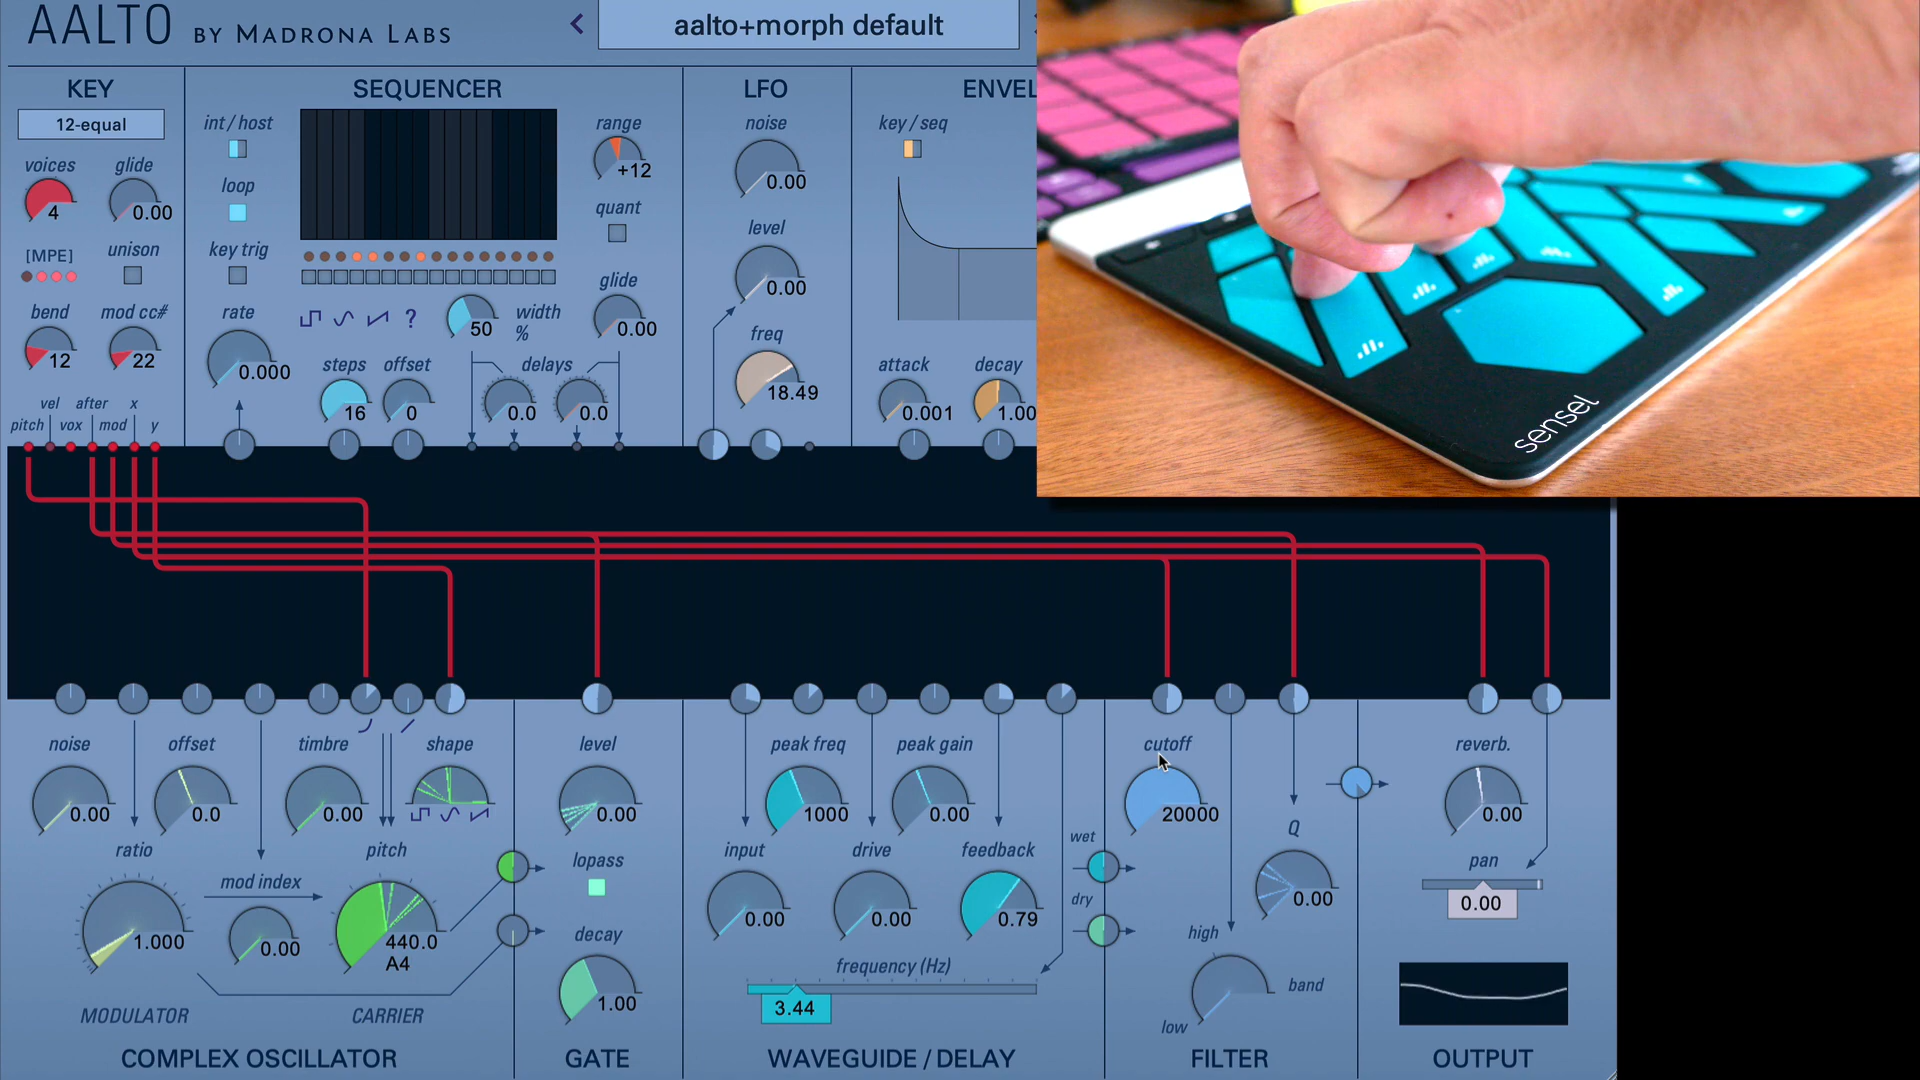 AALTO BY MADRONA LABS
aalto+morph default
KEY
12-equal
voices glide
4 0.00
[MPE] unison
bend mod cc#
12 22
vel after x
pitch vox mod y
SEQUENCER
int / host
loop
key trig
rate
0.000
range
+12
quant
glide
0.00
?
50
width
%
steps offset delays
16 0 0.0 0.0
LFO
noise
0.00
level
0.00
freq
18.49
ENVEL
key / seq
attack decay
0.001 1.00
sensel
noise offset timbre shape
0.00 0.0 0.00
ratio
1.000
mod index
0.00
pitch
440.0
A4
MODULATOR CARRIER
COMPLEX OSCILLATOR
level
0.00
lopass
decay
1.00
GATE
peak freq peak gain
1000 0.00
input drive feedback
0.00 0.00 0.79
frequency (Hz)
3.44
wet
dry
WAVEGUIDE / DELAY
cutoff
20000
Q
0.00
high
band
low
FILTER
reverb.
0.00
pan
0.00
OUTPUT